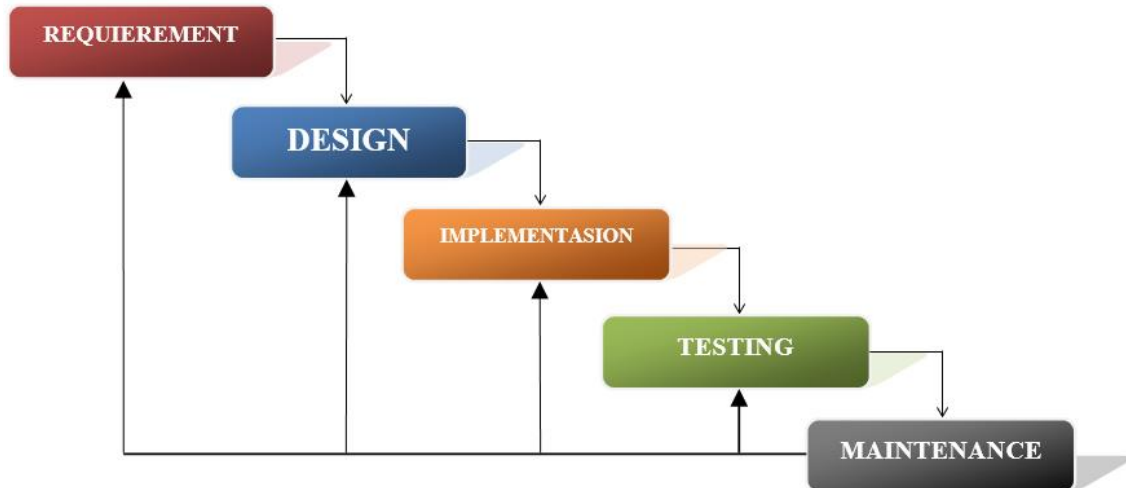 REQUIEREMENT
DESIGN
IMPLEMENTASION
TESTING
MAINTENANCE